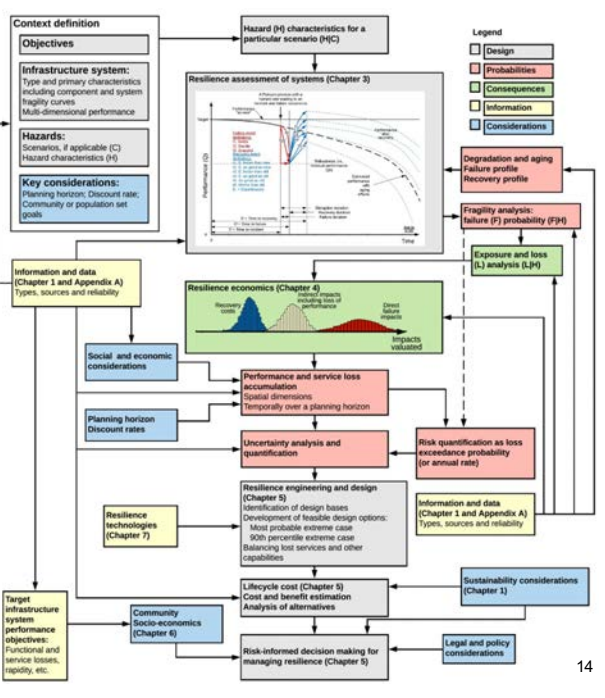 Context definition
Objectives
Infrastructure system:
Type and primary characteristics
including component and system
fragility curves
Multi-dimensional performance
Hazards:
Scenarios, if applicable (C)
Hazard characteristics (H)
Key considerations:
Planning horizon; Discount rate;
Community or population set
goals
Hazard (H) characteristics for a
particular scenario (H|C)
Legend
Design
Probabilities
Consequences
Information
Considerations
Resilience assessment of systems (Chapter 3)
Target
Performance (Q)
Time
Degradation and aging
Failure profile
Recovery profile
Fragility analysis:
failure (F) probability (F|H)
Exposure and loss
(L) analysis (L|H)
Information and data
(Chapter 1 and Appendix A)
Types, sources and reliability
Resilience economics (Chapter 4)
Recovery
costs
Indirect impacts
including loss of
performance
Direct
failure
impacts
Impacts
valuated
Social and economic
considerations
Performance and service loss
accumulation
Spatial dimensions
Temporally over a planning horizon
Planning horizon
Discount rates
Uncertainty analysis and
quantification
Risk quantification as loss
exceedance probability
(or annual rate)
Resilience engineering and design
(Chapter 5)
Identification of design bases
Development of feasible design options:
Most probable extreme case
90th percentile extreme case
Balancing lost services and other
capabilities
Resilience
technologies
(Chapter 7)
Information and data
(Chapter 1 and Appendix A)
Types, sources and reliability
Lifecycle cost (Chapter 5)
Cost and benefit estimation
Analysis of alternatives
Sustainability considerations
(Chapter 1)
Target
infrastructure
system
performance
objectives:
Functional and
service losses,
rapidity, etc.
Community
Socio-economics
(Chapter 6)
Risk-informed decision making for
managing resilience (Chapter 5)
Legal and policy
considerations
14